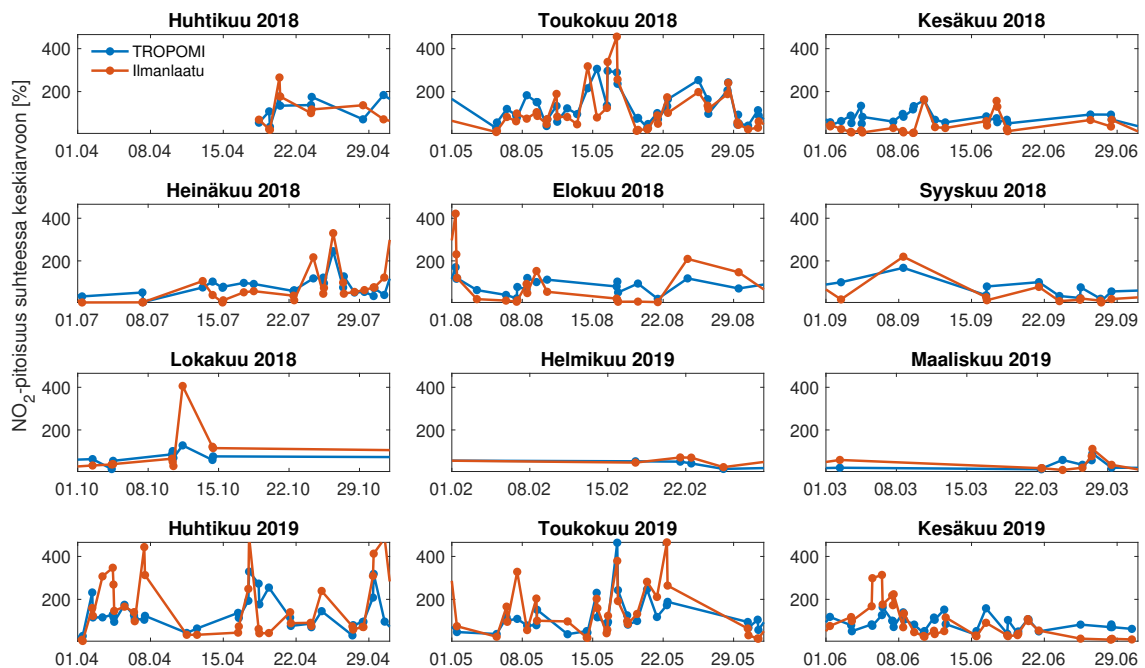 NO2-pitoisuus suhteessa keskiarvoon [%]
Huhtikuu 2018
Toukokuu 2018
Kesäkuu 2018
TROPOMI
Ilmanlaatu
400
200
01.04 08.04 15.04 22.04 29.04
400
200
01.05 08.05 15.05 22.05 29.05
400
200
01.06 08.06 15.06 22.06 29.06
Heinäkuu 2018
Elokuu 2018
Syyskuu 2018
400
200
01.07 08.07 15.07 22.07 29.07
400
200
01.08 08.08 15.08 22.08 29.08
400
200
01.09 08.09 15.09 22.09 29.09
Lokakuu 2018
Helmikuu 2019
Maaliskuu 2019
400
200
01.10 08.10 15.10 22.10 29.10
400
200
01.02 08.02 15.02 22.02
400
200
01.03 08.03 15.03 22.03 29.03
Huhtikuu 2019
Toukokuu 2019
Kesäkuu 2019
400
200
01.04 08.04 15.04 22.04 29.04
400
200
01.05 08.05 15.05 22.05 29.05
400
200
01.06 08.06 15.06 22.06 29.06